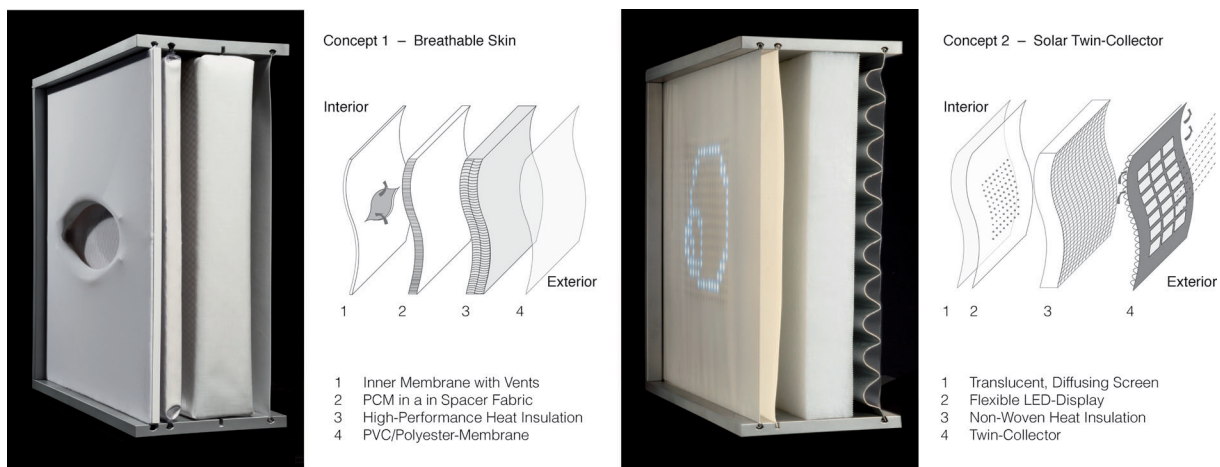 Concept 1 – Breathable Skin
Interior
Exterior
1 2 3 4
1 Inner Membrane with Vents
2 PCM in a in Spacer Fabric
3 High-Performance Heat Insulation
4 PVC/Polyester-Membrane
Concept 2 – Solar Twin-Collector
Interior
Exterior
1 2 3 4
1 Translucent, Diffusing Screen
2 Flexible LED-Display
3 Non-Woven Heat Insulation
4 Twin-Collector